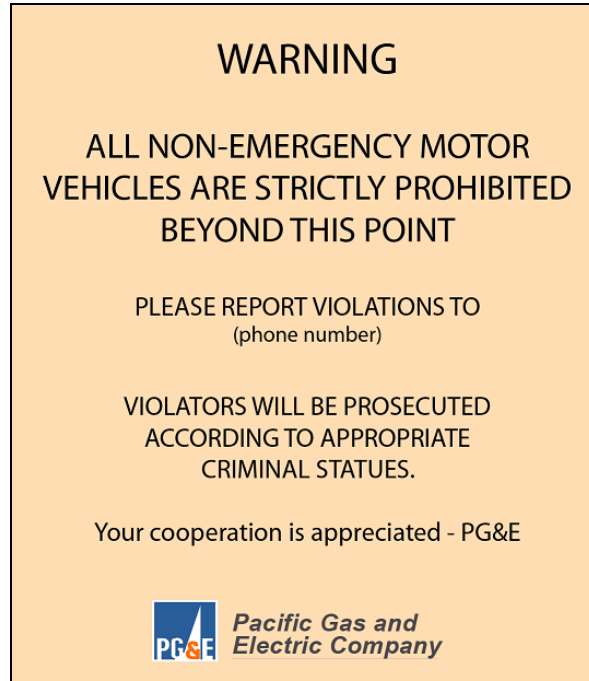 WARNING
ALL NON-EMERGENCY MOTOR
VEHICLES ARE STRICTLY PROHIBITED
BEYOND THIS POINT
PLEASE REPORT VIOLATIONS TO
(phone number)
VIOLATORS WILL BE PROSECUTED
ACCORDING TO APPROPRIATE
CRIMINAL STATUES.
Your cooperation is appreciated - PG&E
PG&E
Pacific Gas and
Electric Company